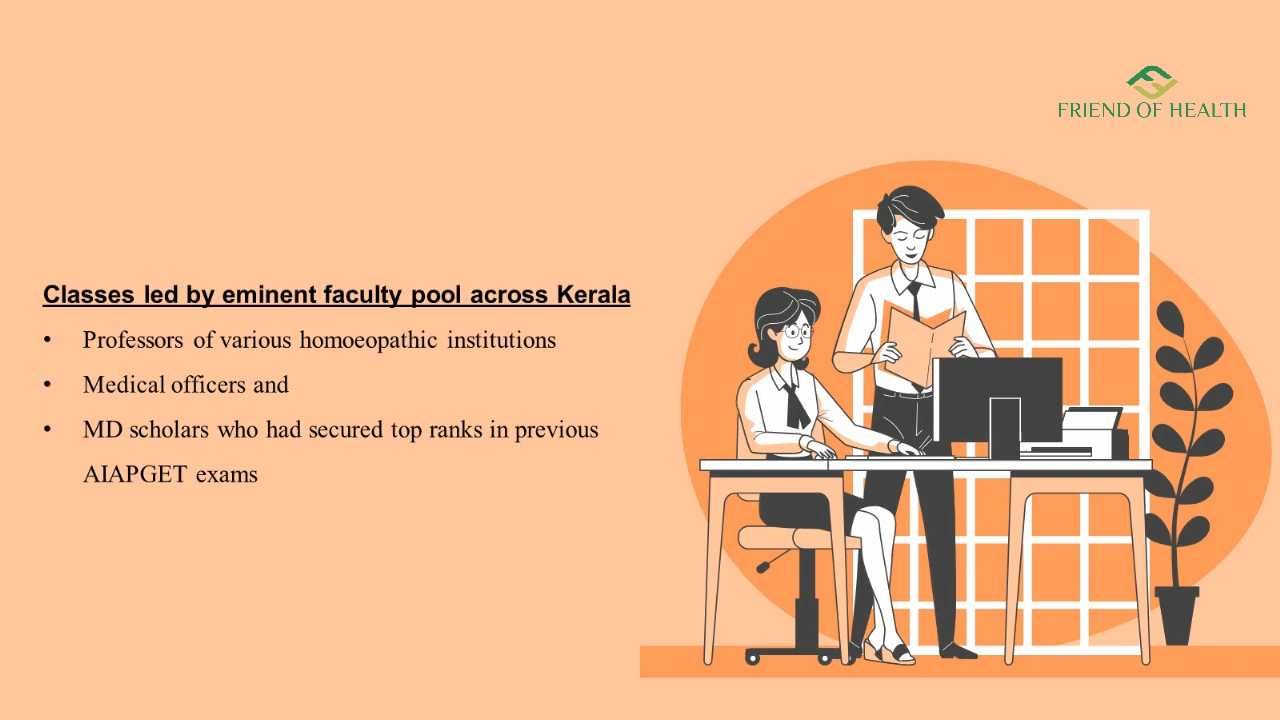 FRIEND OF HEALTH
Classes led by eminent faculty pool across Kerala
• Professors of various homoeopathic institutions
• Medical officers and
• MD scholars who had secured top ranks in previous
AIAPGET exams